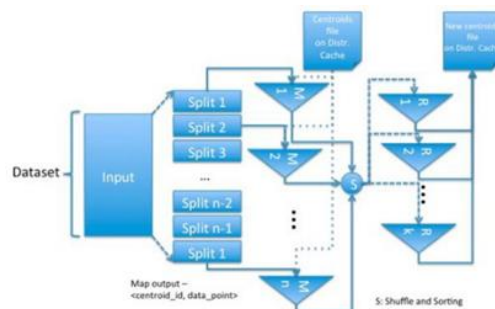 Centroids
file
on Distr.
Cache
New centroids
file
on Distr. Cache
Dataset
Input
Split 1
Split 2
Split 3
...
Split n-2
Split n-1
Split 1
M 1
M 2
M n
S
R 1
R 2
R k
Map output –
<centroid_id, data_point>
S: Shuffle and Sorting